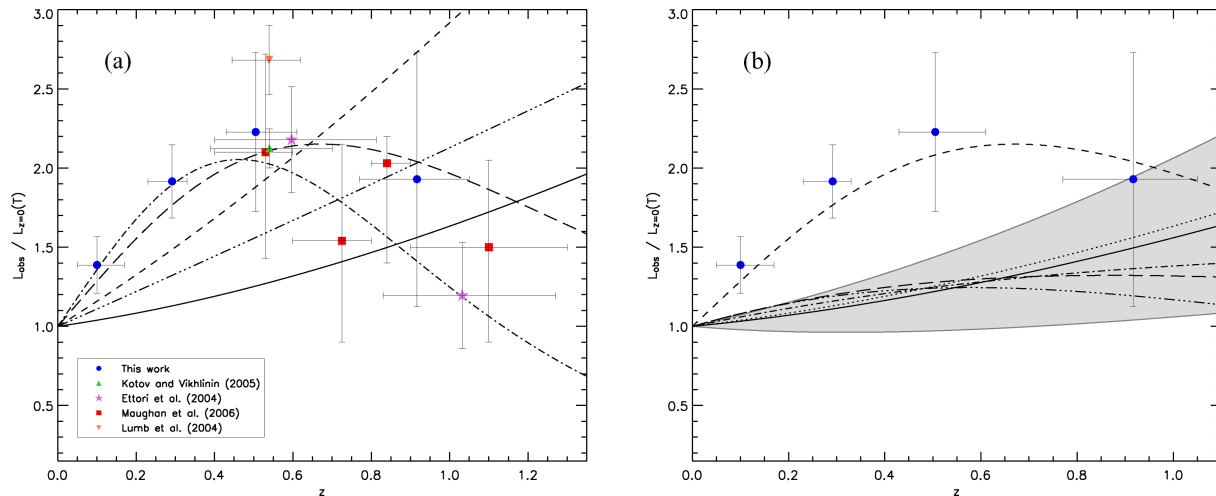 (a)
3.0
2.5
2.0
1.5
1.0
0.5
L_obs / L_z=0(T)
This work
Kotov and Vikhlinin (2005)
Ettori et al. (2004)
Maughan et al. (2006)
Lumb et al. (2004)
0.0 0.2 0.4 0.6 0.8 1.0 1.2
z
(b)
3.0
2.5
2.0
1.5
1.0
0.5
L_obs / L_z=0(T)
0.0 0.2 0.4 0.6 0.8 1.0
z